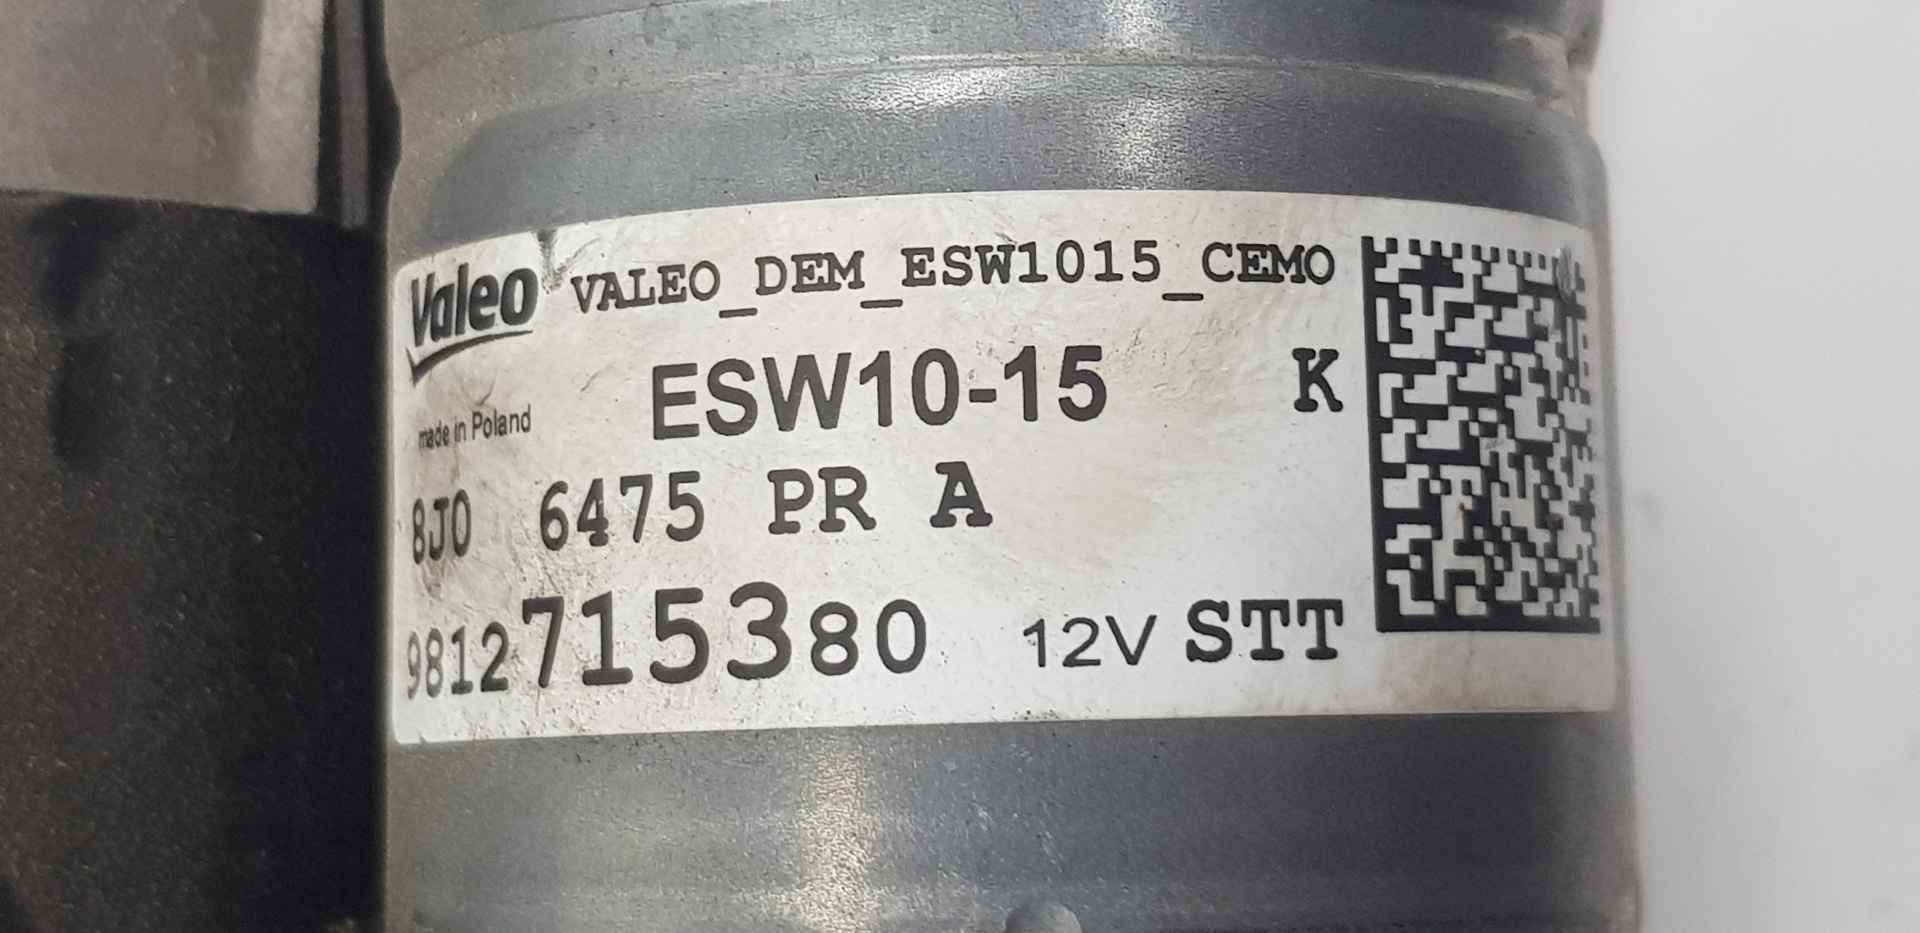 Valeo VALEO_DEM_ESW1015_CEMO
made in Poland ESW10-15 K
8J0 6475 PR A
9812715380 12V STT